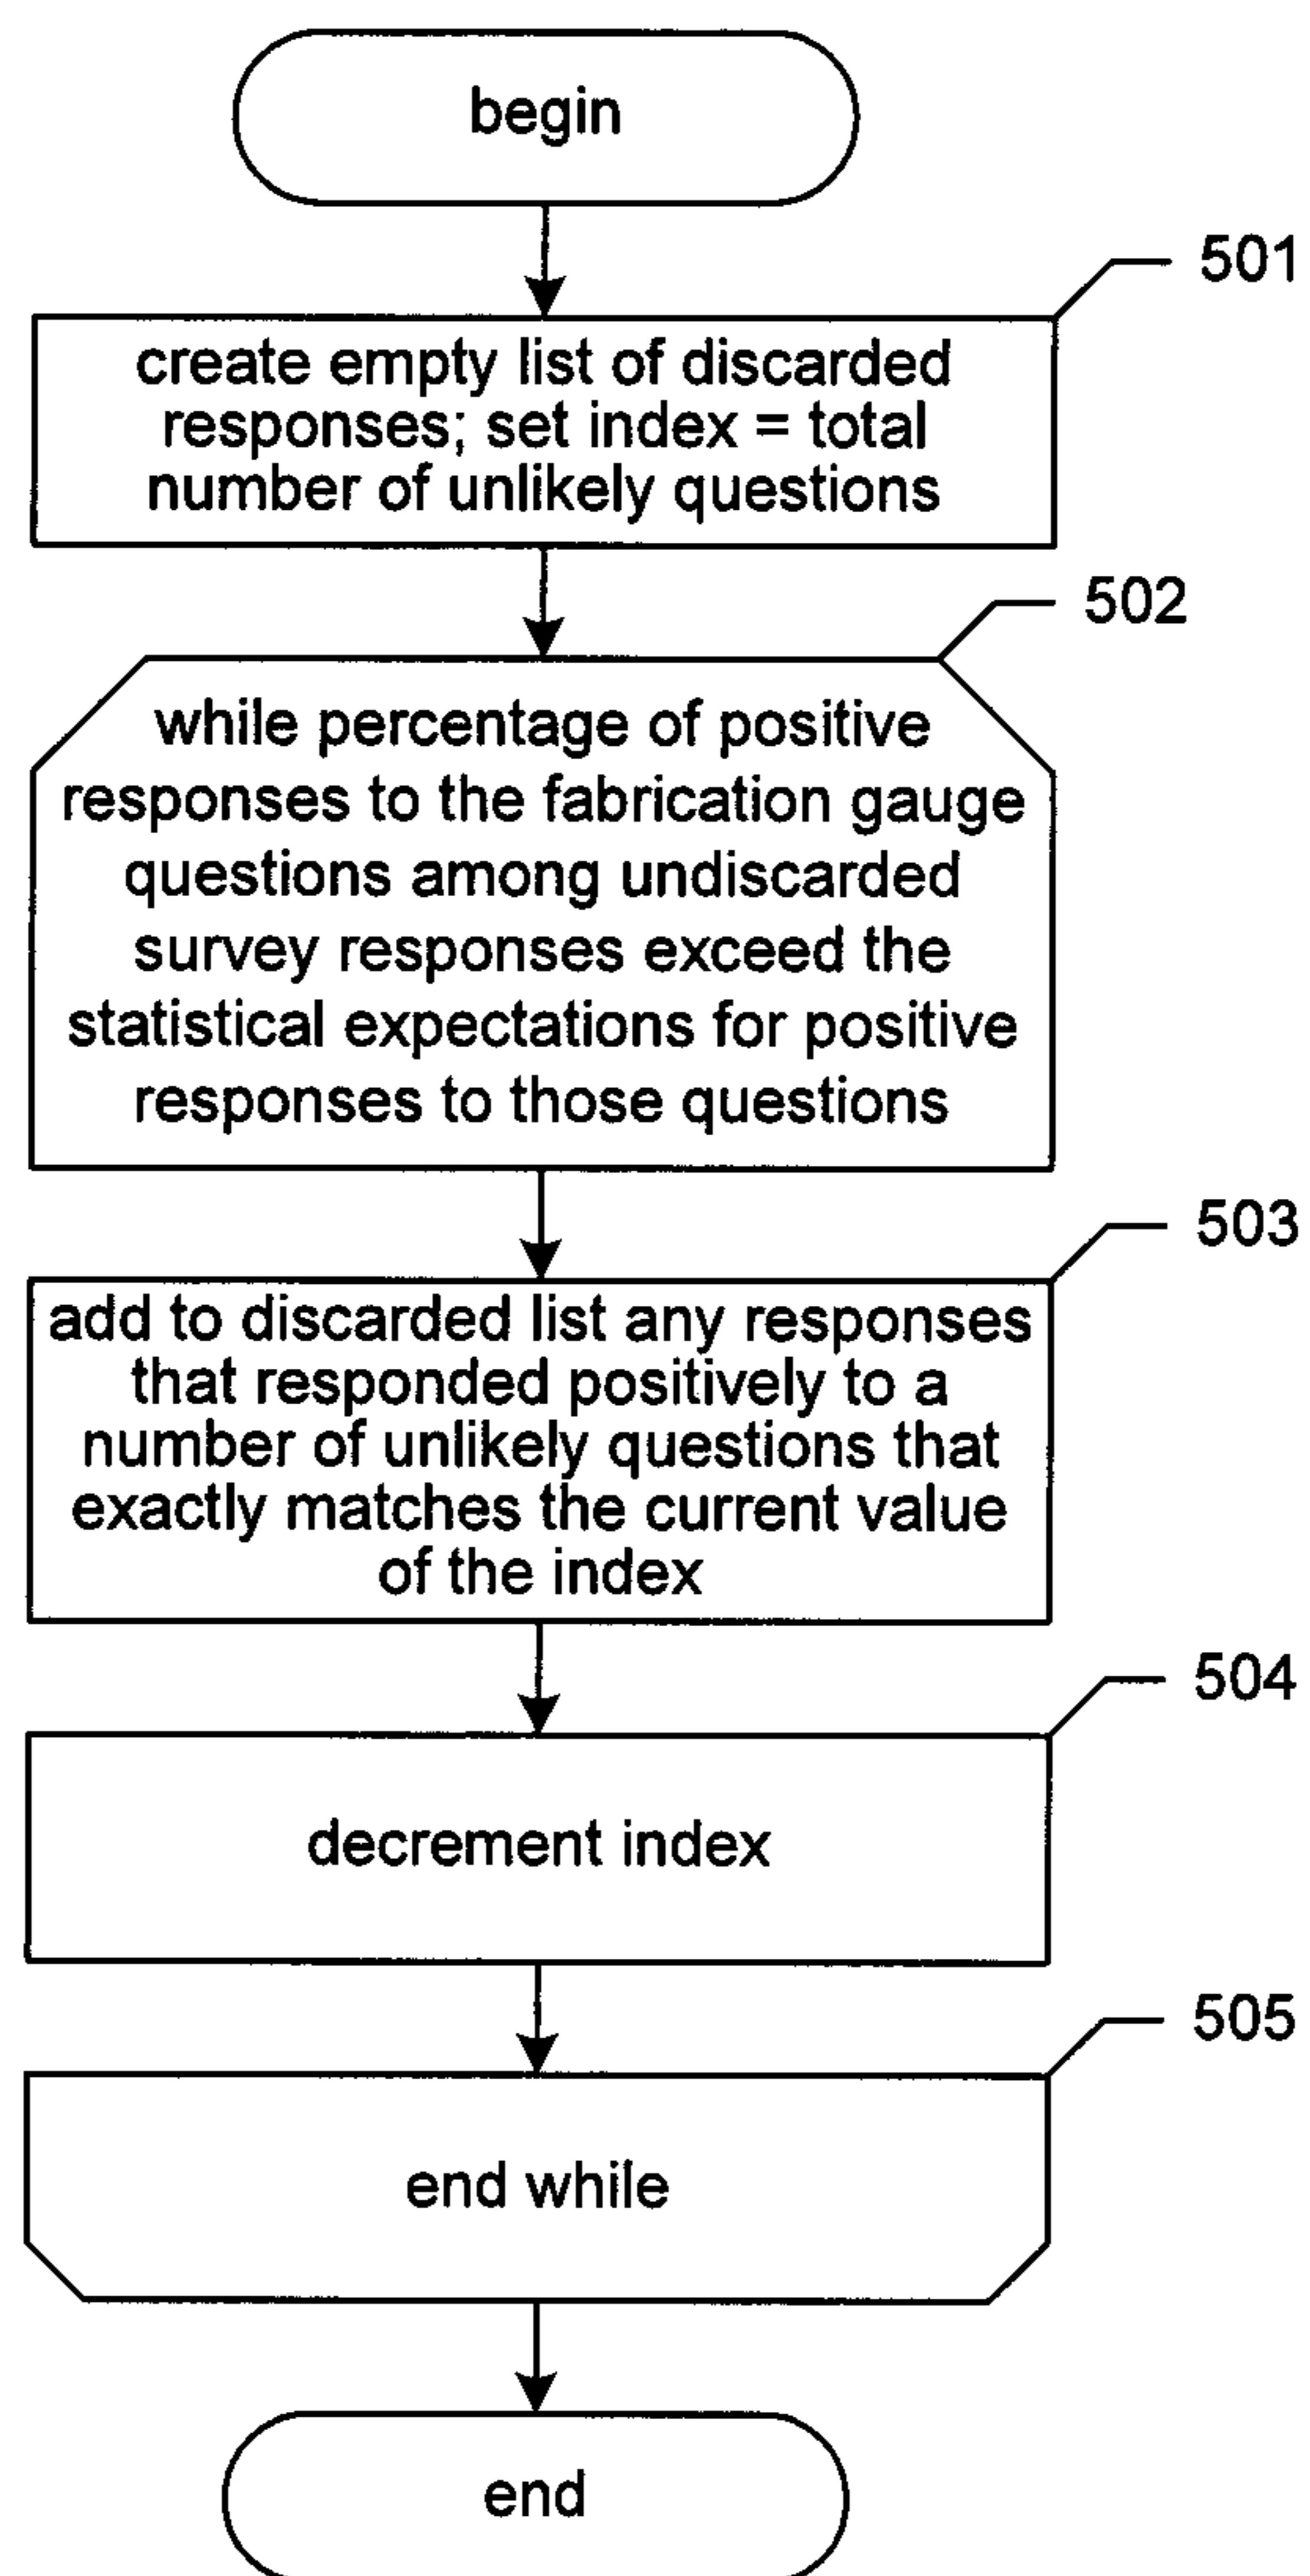 begin
501
create empty list of discarded
responses; set index = total
number of unlikely questions
502
while percentage of positive
responses to the fabrication gauge
questions among undiscarded
survey responses exceed the
statistical expectations for positive
responses to those questions
503
add to discarded list any responses
that responded positively to a
number of unlikely questions that
exactly matches the current value
of the index
504
decrement index
505
end while
end